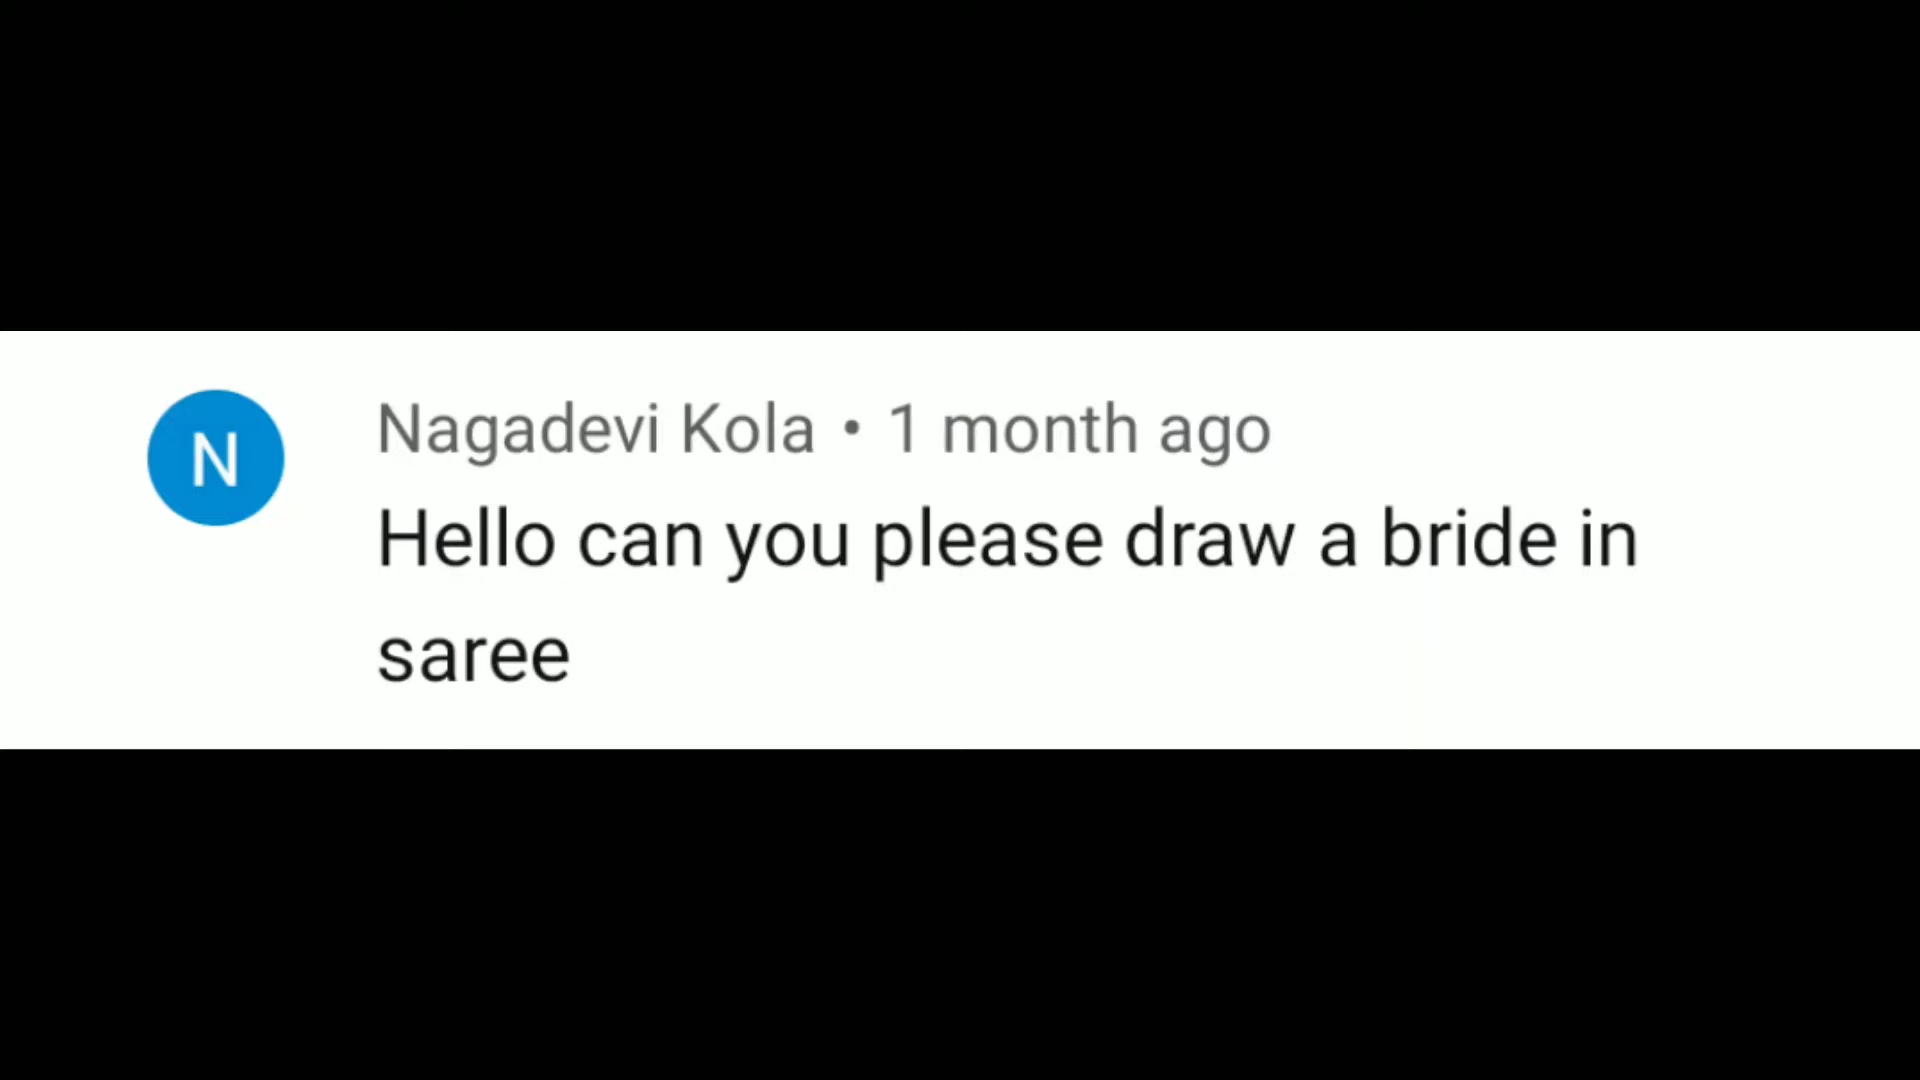 N
Nagadevi Kola • 1 month ago
Hello can you please draw a bride in
saree